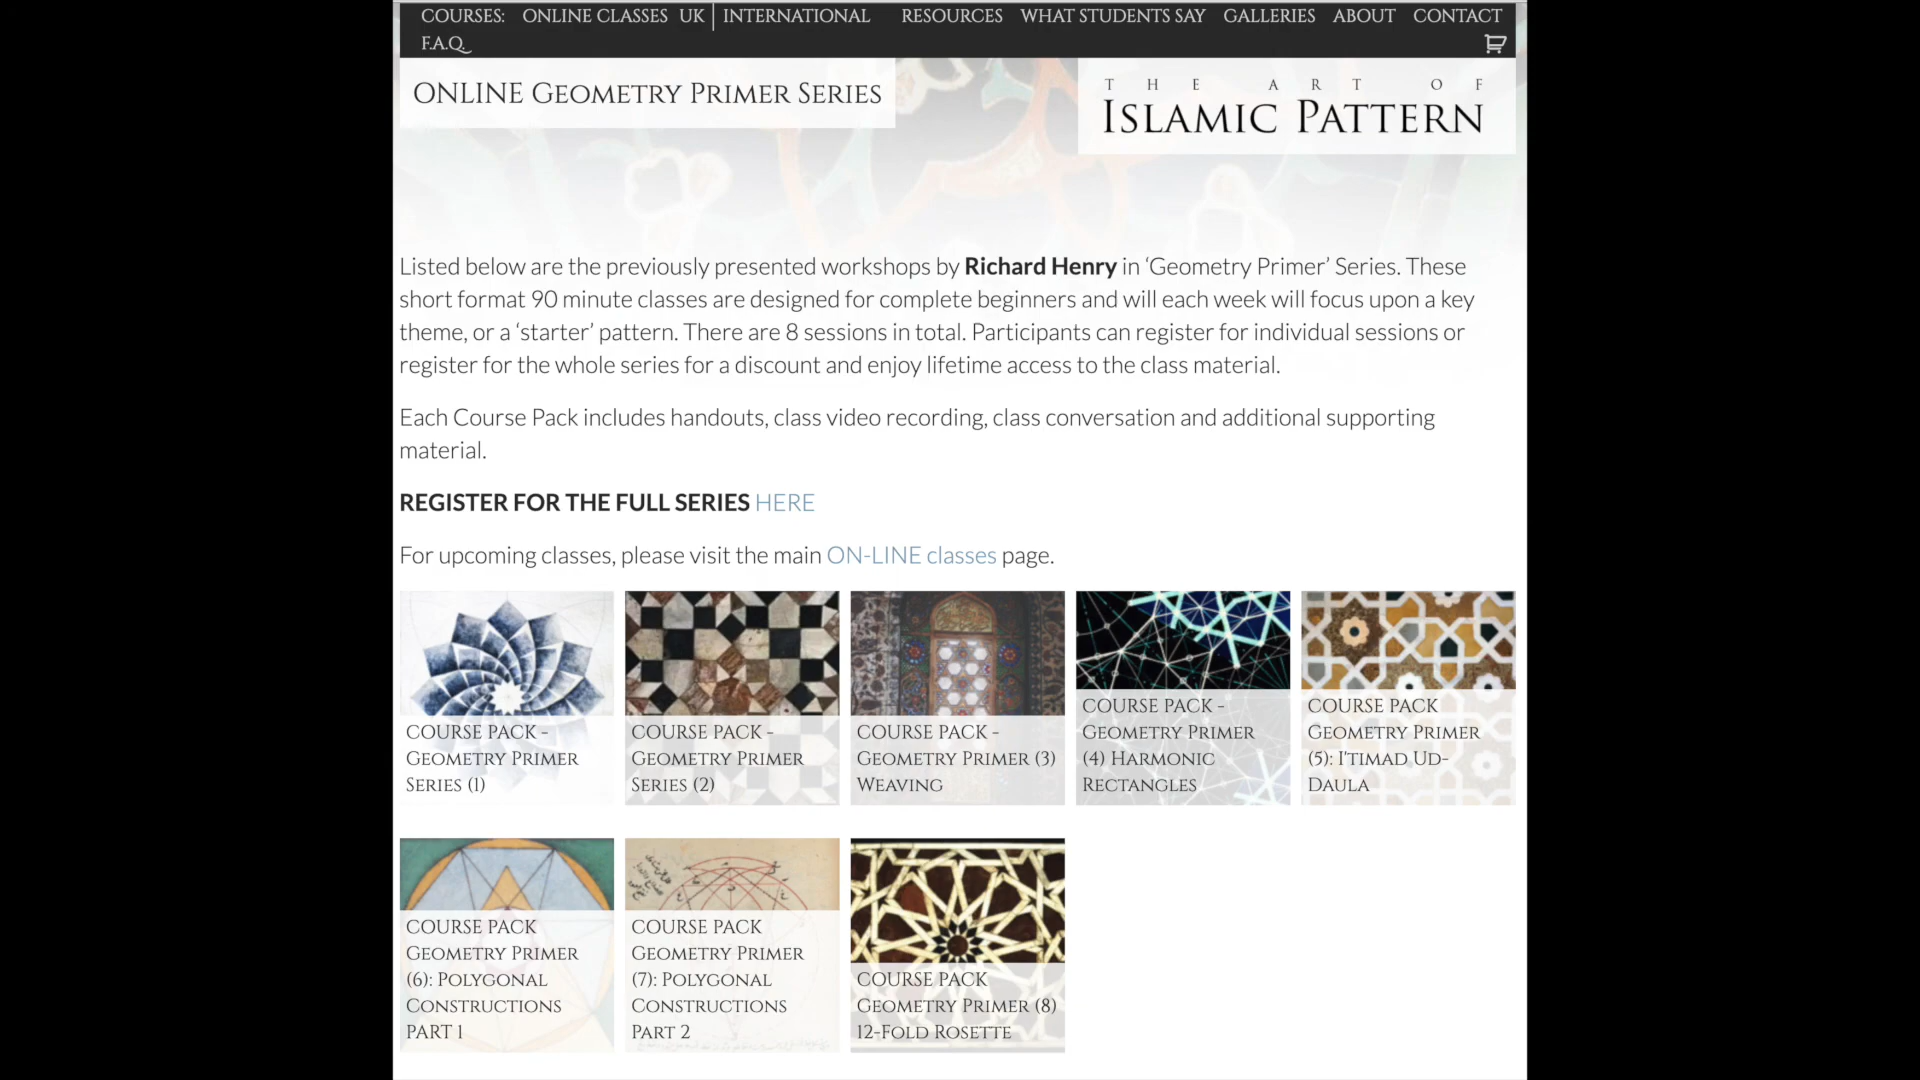 COURSES: ONLINE CLASSES UK | INTERNATIONAL RESOURCES WHAT STUDENTS SAY GALLERIES ABOUT CONTACT
F.A.Q.
ONLINE Geometry Primer Series
THE ART OF
Islamic Pattern
Listed below are the previously presented workshops by Richard Henry in ‘Geometry Primer’ Series. These
short format 90 minute classes are designed for complete beginners and will each week will focus upon a key
theme, or a ‘starter’ pattern. There are 8 sessions in total. Participants can register for individual sessions or
register for the whole series for a discount and enjoy lifetime access to the class material.
Each Course Pack includes handouts, class video recording, class conversation and additional supporting
material.
REGISTER FOR THE FULL SERIES HERE
For upcoming classes, please visit the main ON-LINE classes page.
COURSE PACK -
Geometry Primer
Series (1)
COURSE PACK -
Geometry Primer
Series (2)
COURSE PACK -
Geometry Primer (3)
Weaving
COURSE PACK -
Geometry Primer
(4) Harmonic
Rectangles
COURSE PACK
Geometry Primer
(5): I'timad Ud-
Daula
COURSE PACK
Geometry Primer
(6): Polygonal
Constructions
PART 1
COURSE PACK
Geometry Primer
(7): Polygonal
Constructions
Part 2
COURSE PACK
Geometry Primer (8)
12-Fold Rosette